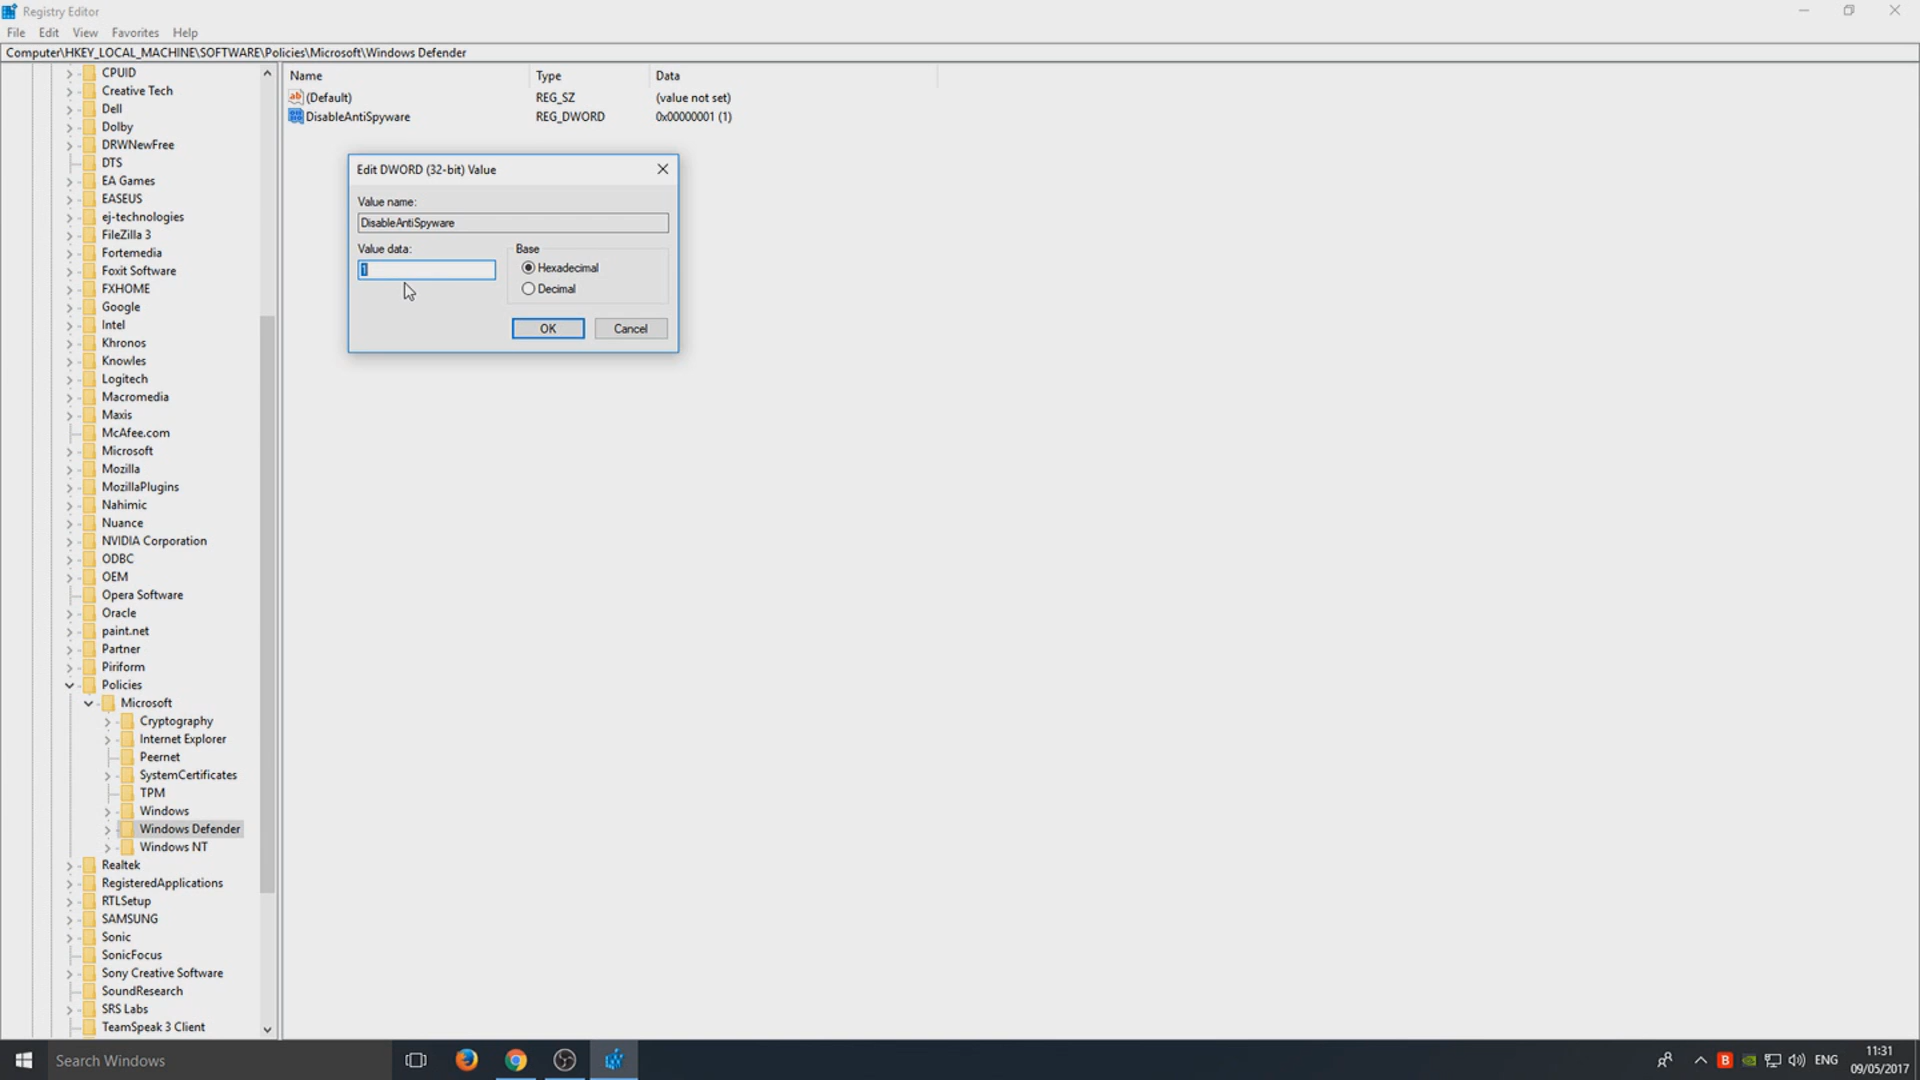 Registry Editor
File Edit View Favorites Help
Computer\HKEY_LOCAL_MACHINE\SOFTWARE\Policies\Microsoft\Windows Defender
CPUID
Creative Tech
Dell
Dolby
DRWNewFree
DTS
EA Games
EASEUS
ej-technologies
FileZilla 3
Fortemedia
Foxit Software
FXHOME
Google
Intel
Khronos
Knowles
Logitech
Macromedia
Maxis
McAfee.com
Microsoft
Mozilla
MozillaPlugins
Nahimic
Nuance
NVIDIA Corporation
ODBC
OEM
Opera Software
Oracle
paint.net
Partner
Piriform
Policies
Microsoft
Cryptography
Internet Explorer
Peernet
SystemCertificates
TPM
Windows
Windows Defender
Windows NT
Realtek
RegisteredApplications
RTLSetup
SAMSUNG
Sonic
SonicFocus
Sony Creative Software
SoundResearch
SRS Labs
TeamSpeak 3 Client
Name Type Data
ab (Default) REG_SZ (value not set)
DisableAntiSpyware REG_DWORD 0x00000001 (1)
Edit DWORD (32-bit) Value
Value name:
DisableAntiSpyware
Value data:
1
Base
Hexadecimal
Decimal
OK Cancel
Search Windows
B
ENG
11:31
09/05/2017